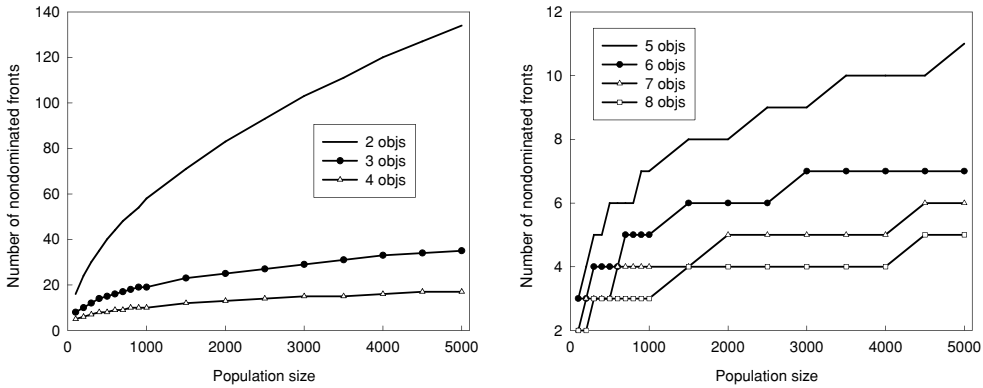 Number of nondominated fronts
140
120
100
80
60
40
20
0
2 objs
3 objs
4 objs
0 1000 2000 3000 4000 5000
Population size
Number of nondominated fronts
12
10
8
6
4
2
5 objs
6 objs
7 objs
8 objs
0 1000 2000 3000 4000 5000
Population size